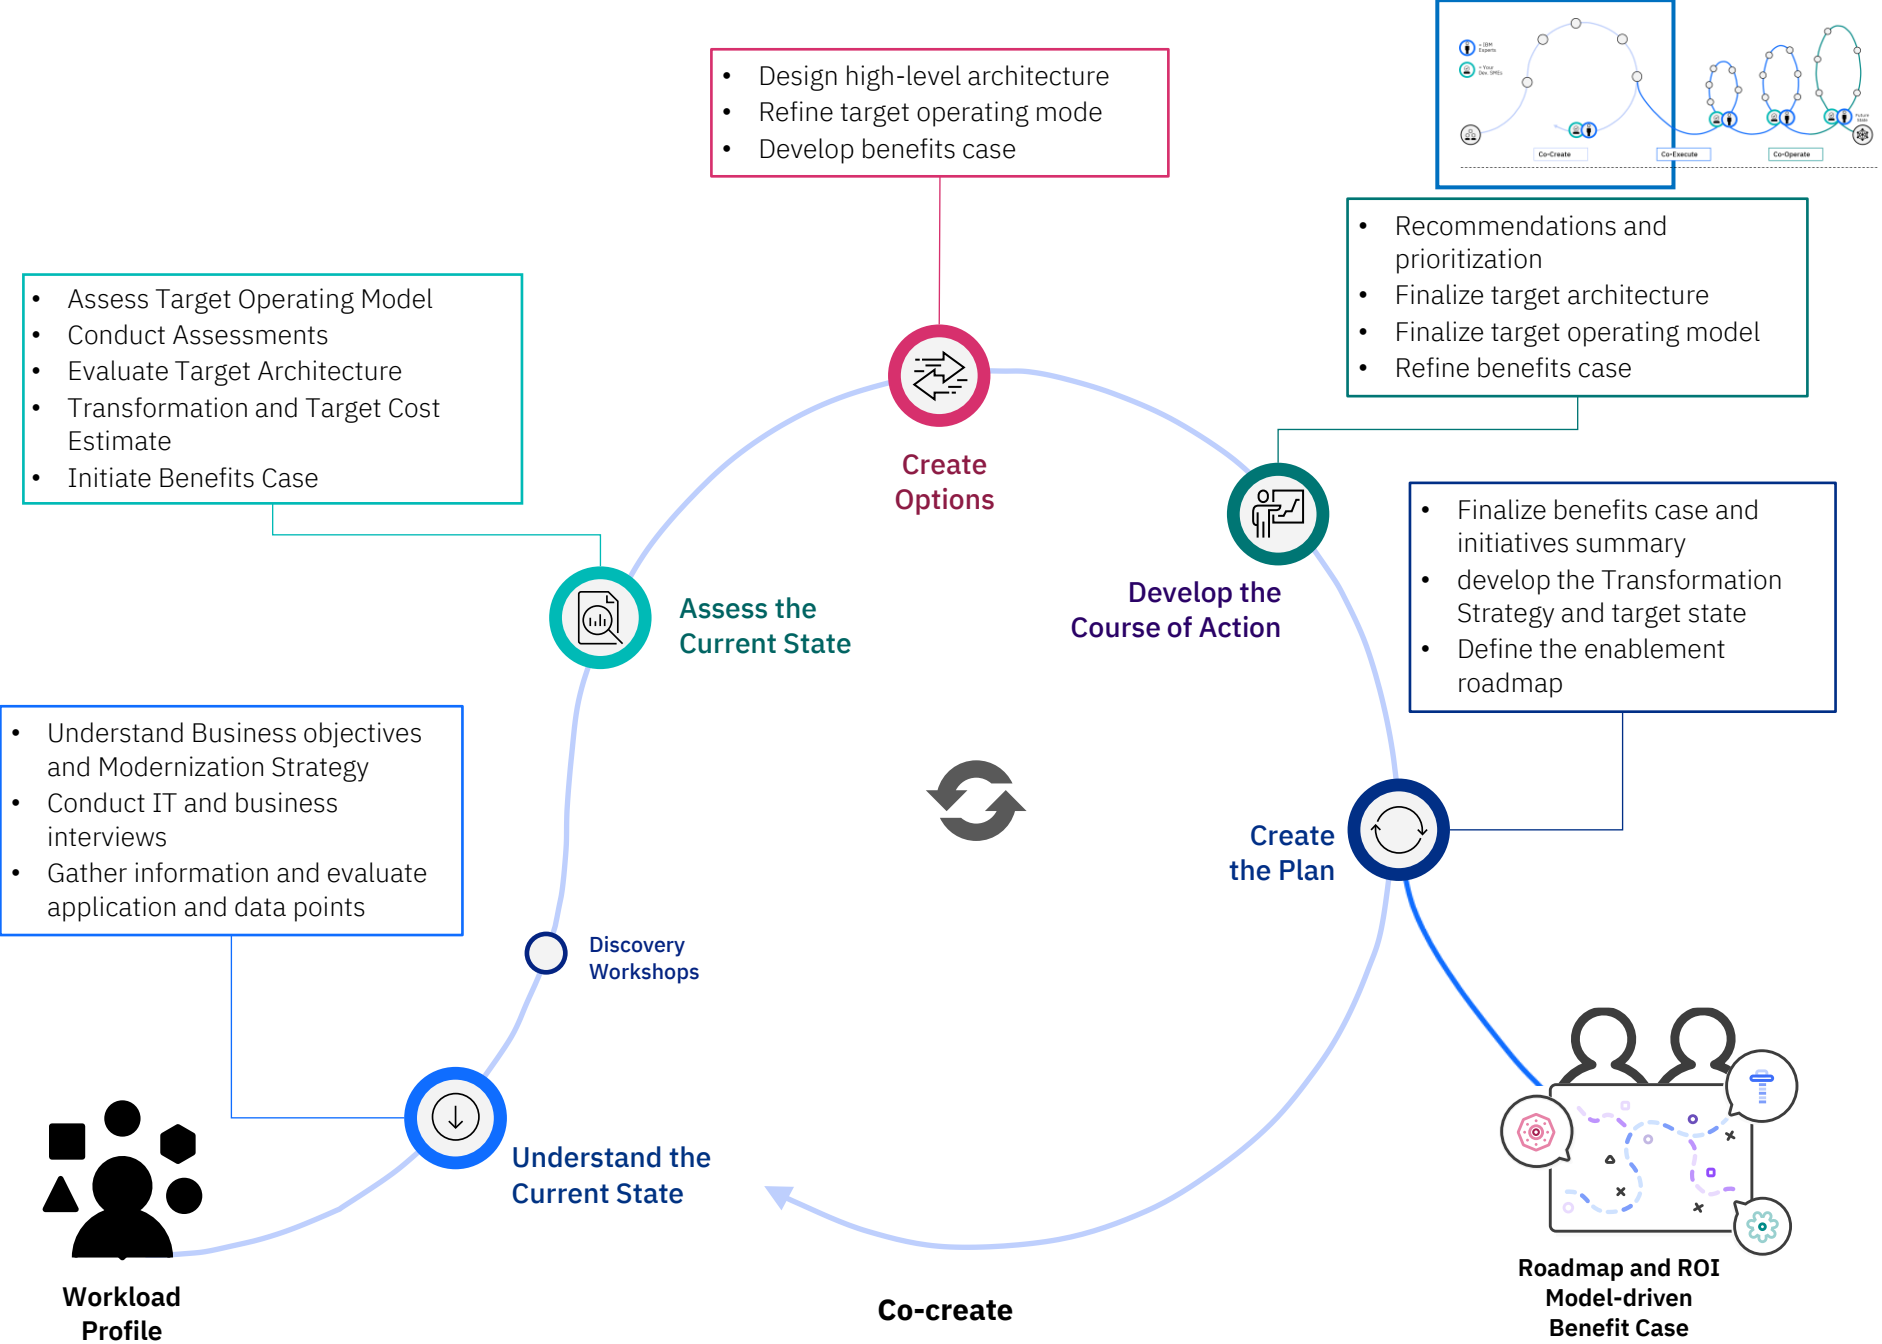 • Design high-level architecture
• Refine target operating mode
• Develop benefits case
= IBM
Experts
= Your
Dev. SMEs
Co-Create
Co-Execute
Co-Operate
Future
• Recommendations and
prioritization
• Finalize target architecture
• Finalize target operating model
• Refine benefits case
• Assess Target Operating Model
• Conduct Assessments
• Evaluate Target Architecture
• Transformation and Target Cost
Estimate
• Initiate Benefits Case
Create
Options
• Finalize benefits case and
initiatives summary
• develop the Transformation
Strategy and target state
• Define the enablement
roadmap
Develop the
Course of Action
Assess the
Current State
• Understand Business objectives
and Modernization Strategy
• Conduct IT and business
interviews
• Gather information and evaluate
application and data points
Create
the Plan
Discovery
Workshops
Understand the
Current State
Workload
Profile
Co-create
Roadmap and ROI
Model-driven
Benefit Case